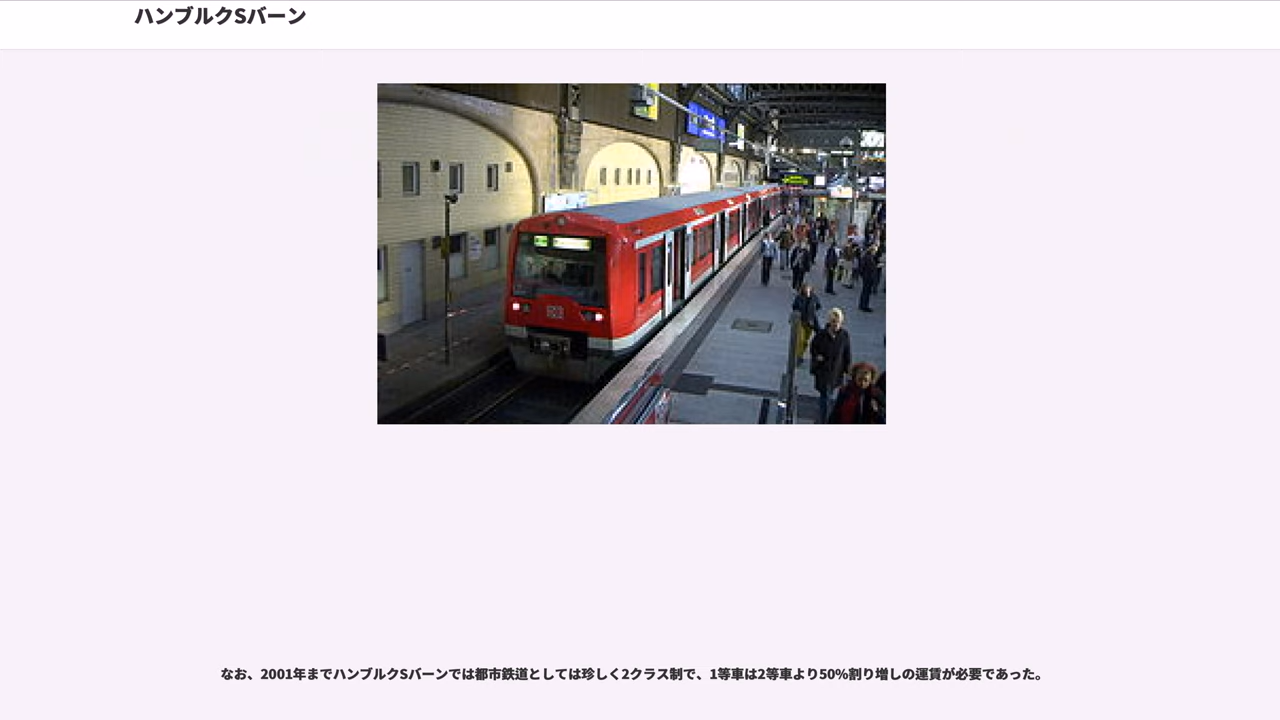 ハンブルクSバーン
なお、2001年までハンブルクSバーンでは都市鉄道としては珍しく2クラス制で、1等車は2等車より50%割り増しの運賃が必要であった。